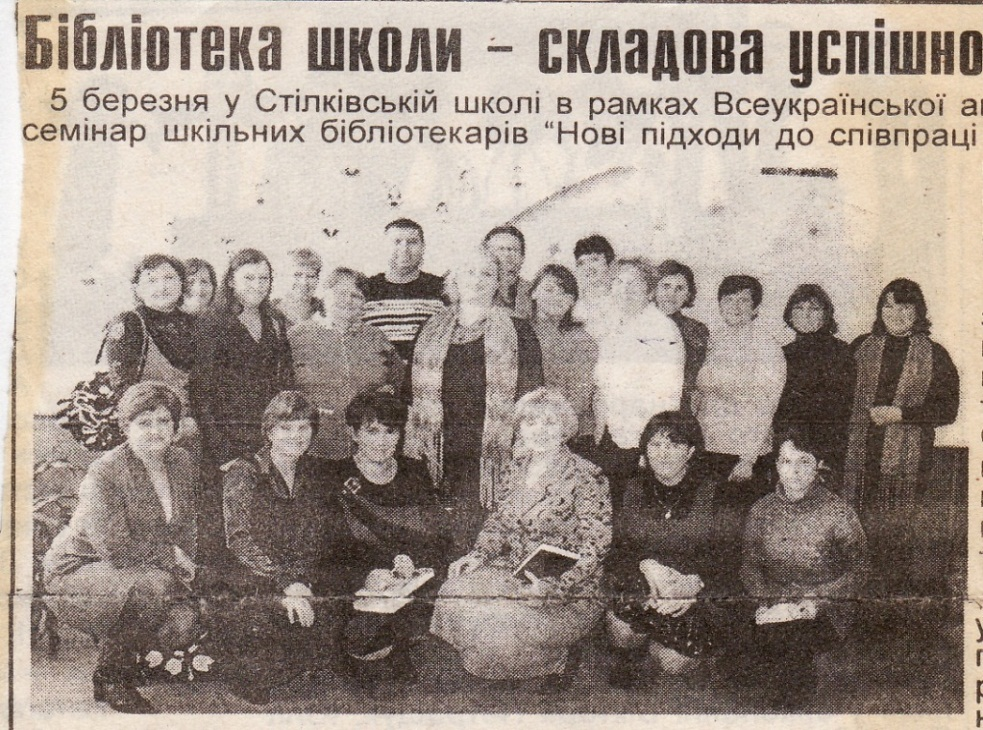 Бібліотека школи – складова успішно
5 березня у Стілківській школі в рамках Всеукраїнської а
семінар шкільних бібліотекарів “Нові підходи до співпраці